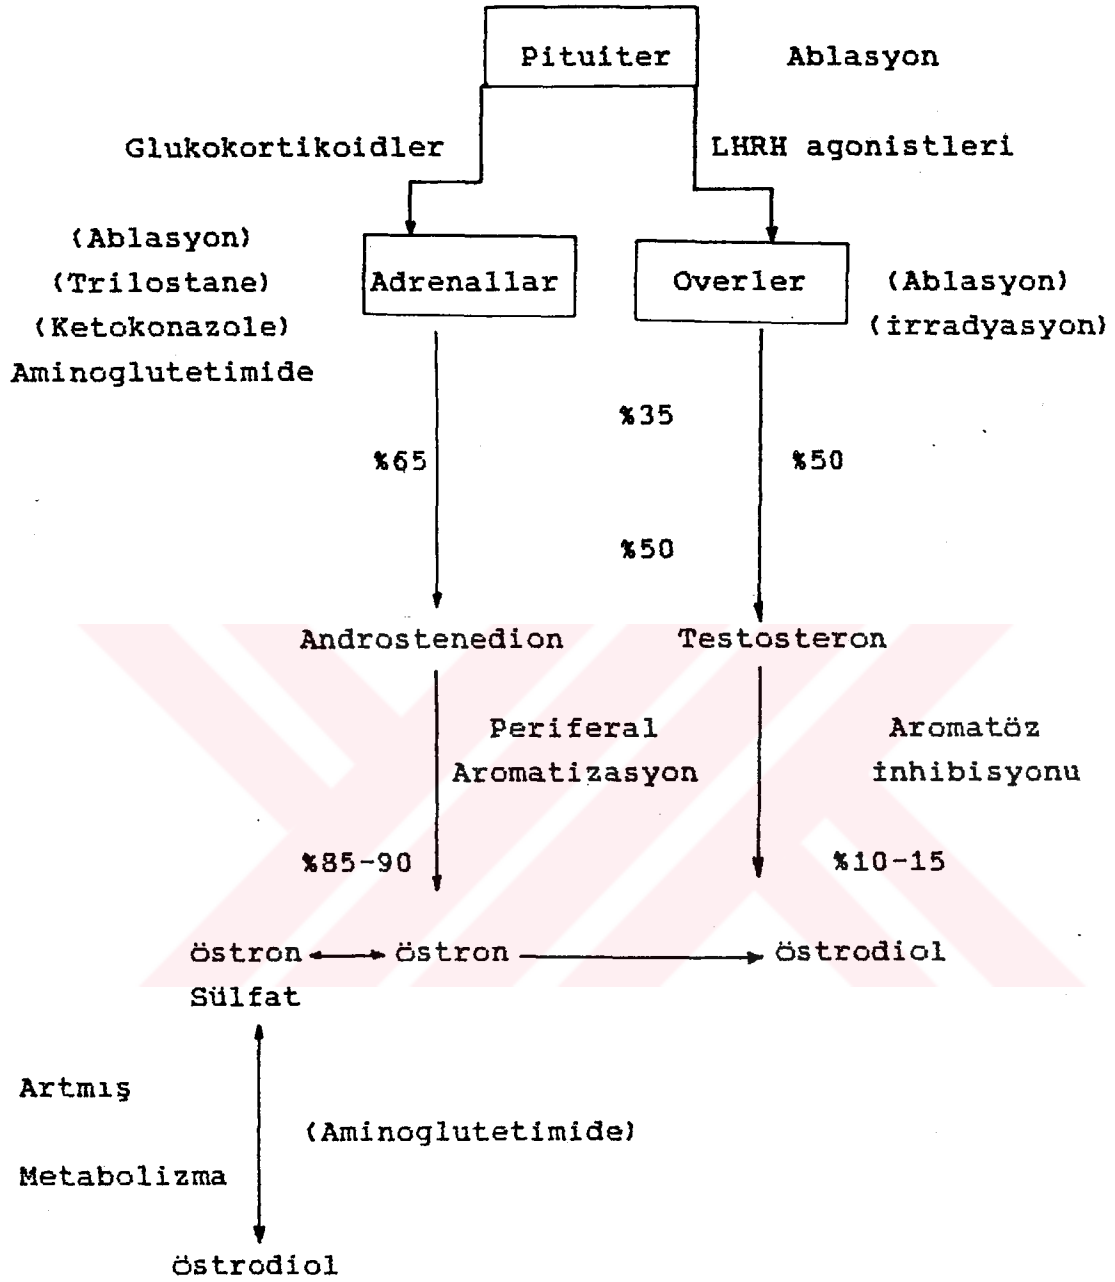 Pituiter Ablasyon
Glukokortikoidler LHRH agonistleri
(Ablasyon)
(Trilostane) Adrenallar Overler (Ablasyon)
(Ketokonazole) (irradyasyon)
Aminoglutetimide
%35
%65 %50
%50
Androstenedion Testosteron
Periferal Aromatöz
Aromatizasyon inhibisyonu
%85-90 %10-15
östron östron östrodiol
Sülfat
Artmış
(Aminoglutetimide)
Metabolizma
östrodiol